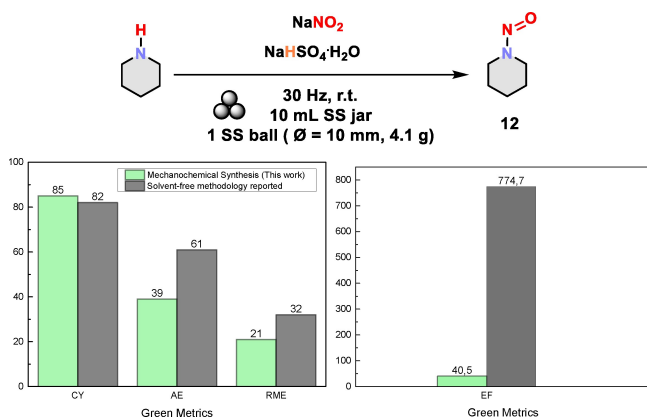 H
N
NaNO2
NaHSO4·H2O
30 Hz, r.t.
10 mL SS jar
1 SS ball ( Ø = 10 mm, 4.1 g)
N
O
N
12
100
80
60
40
20
0
Mechanochemical Synthesis (This work)
Solvent-free methodology reported
85
82
39
61
21
32
CY
AE
RME
Green Metrics
800
700
600
500
400
300
200
100
0
774,7
40,5
EF
Green Metrics